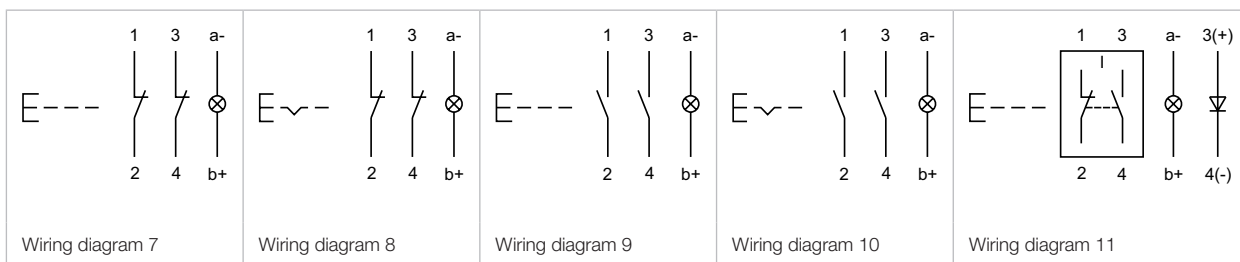 1 3 a-
2 4 b+
Wiring diagram 7
1 3 a-
2 4 b+
Wiring diagram 8
1 3 a-
2 4 b+
Wiring diagram 9
1 3 a-
2 4 b+
Wiring diagram 10
1 3 a- 3(+)
2 4 b+ 4(-)
Wiring diagram 11